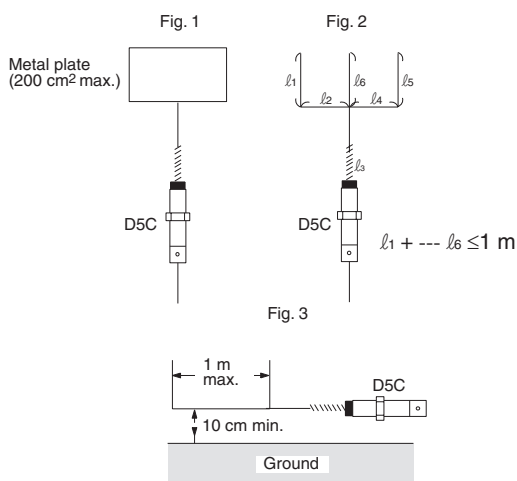 Fig. 1
Metal plate
(200 cm² max.)
D5C
Fig. 2
ℓ1
ℓ2
ℓ6
ℓ4
ℓ5
ℓ3
D5C
ℓ1 + --- ℓ6 ≤1 m
Fig. 3
1 m
max.
D5C
10 cm min.
Ground